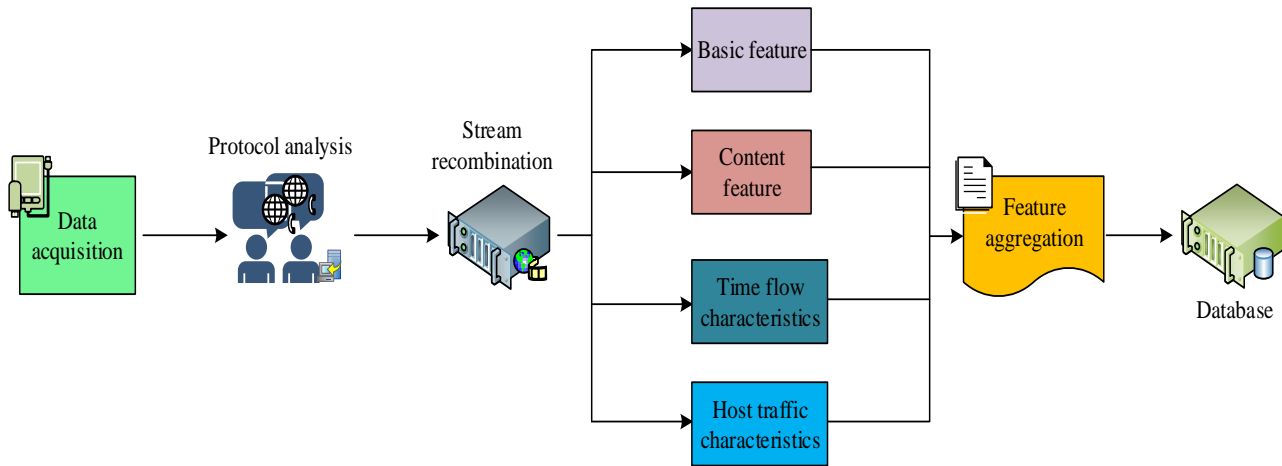 Data
acquisition
Protocol analysis
Stream
recombination
Basic feature
Content
feature
Time flow
characteristics
Host traffic
characteristics
Feature
aggregation
Database